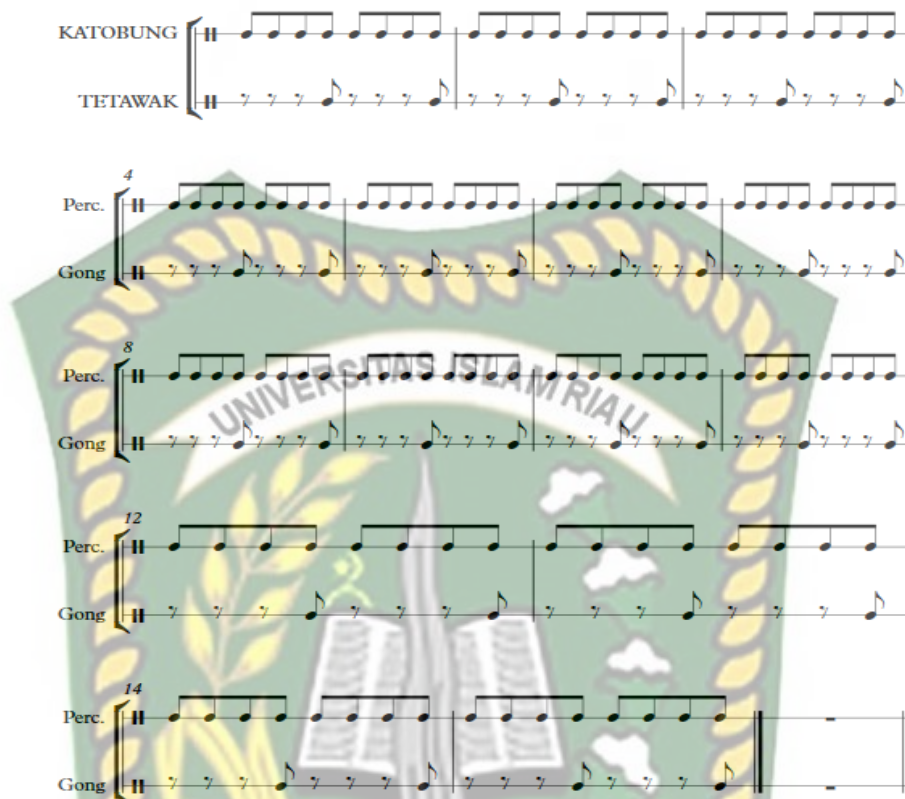 KATOBUNG
TETAWAK
4
Perc.
Gong
8
Perc.
UNIVERSITAS ISLAM RIAU
Gong
12
Perc.
Gong
14
Perc.
Gong